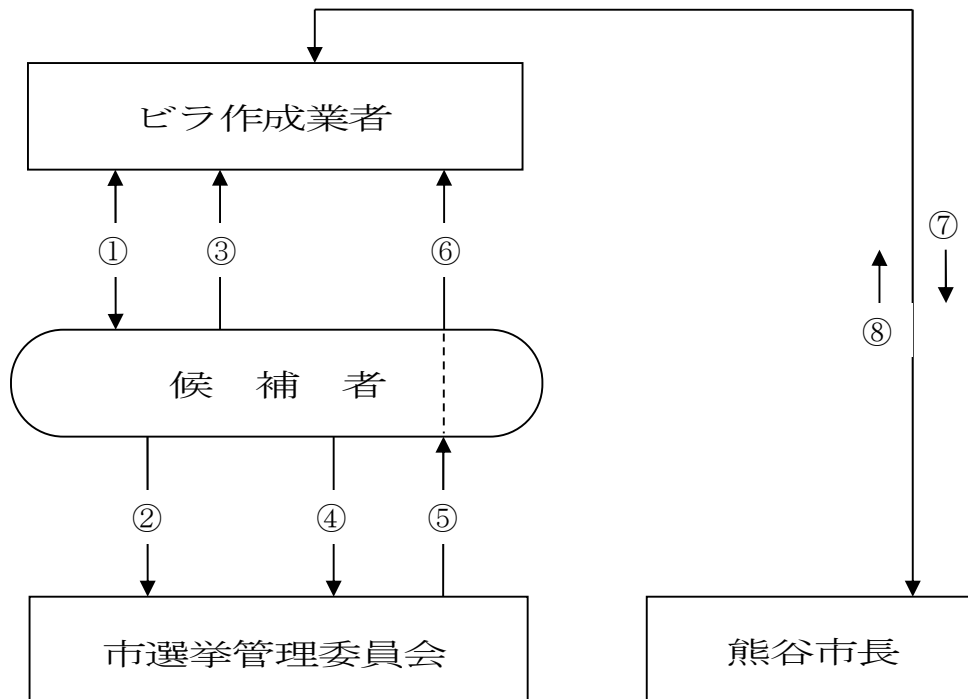 ビラ作成業者
① ③ ⑥ ⑦
⑧
候 補 者
② ④ ⑤
市選挙管理委員会 熊谷市長